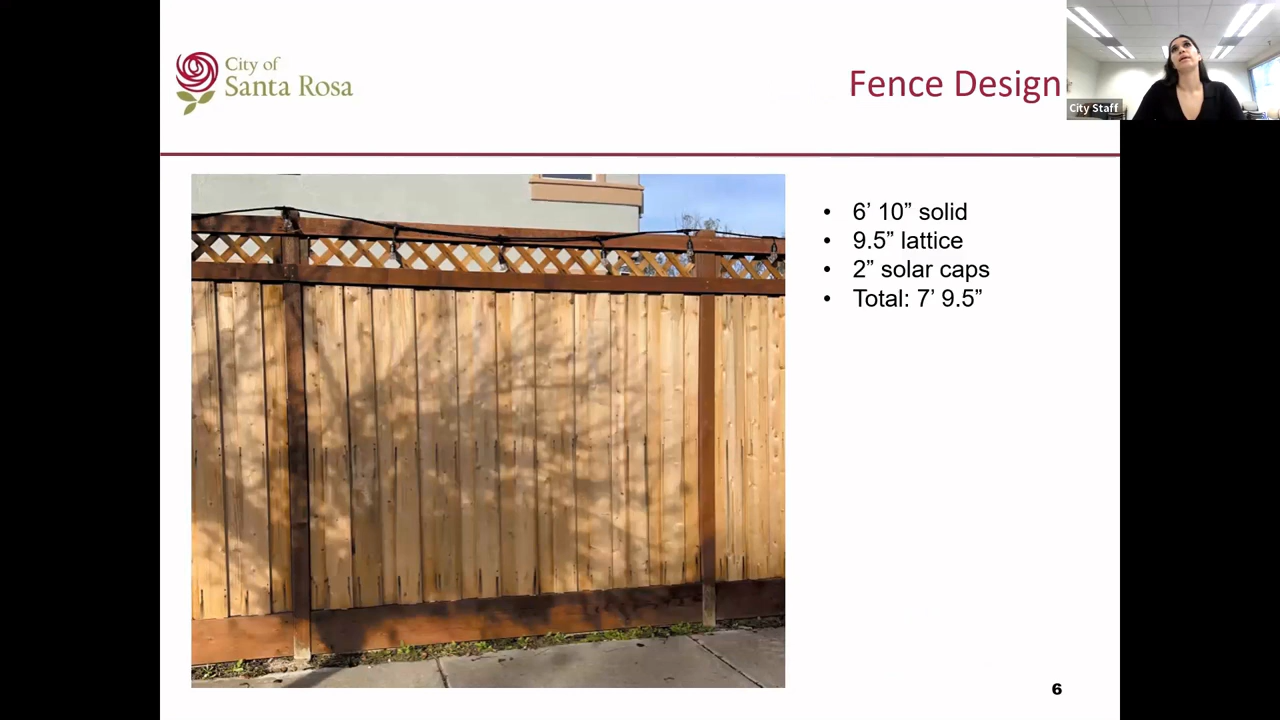 City of
Santa Rosa
Fence Design
City Staff
• 6’ 10” solid
• 9.5” lattice
• 2” solar caps
• Total: 7’ 9.5”
6